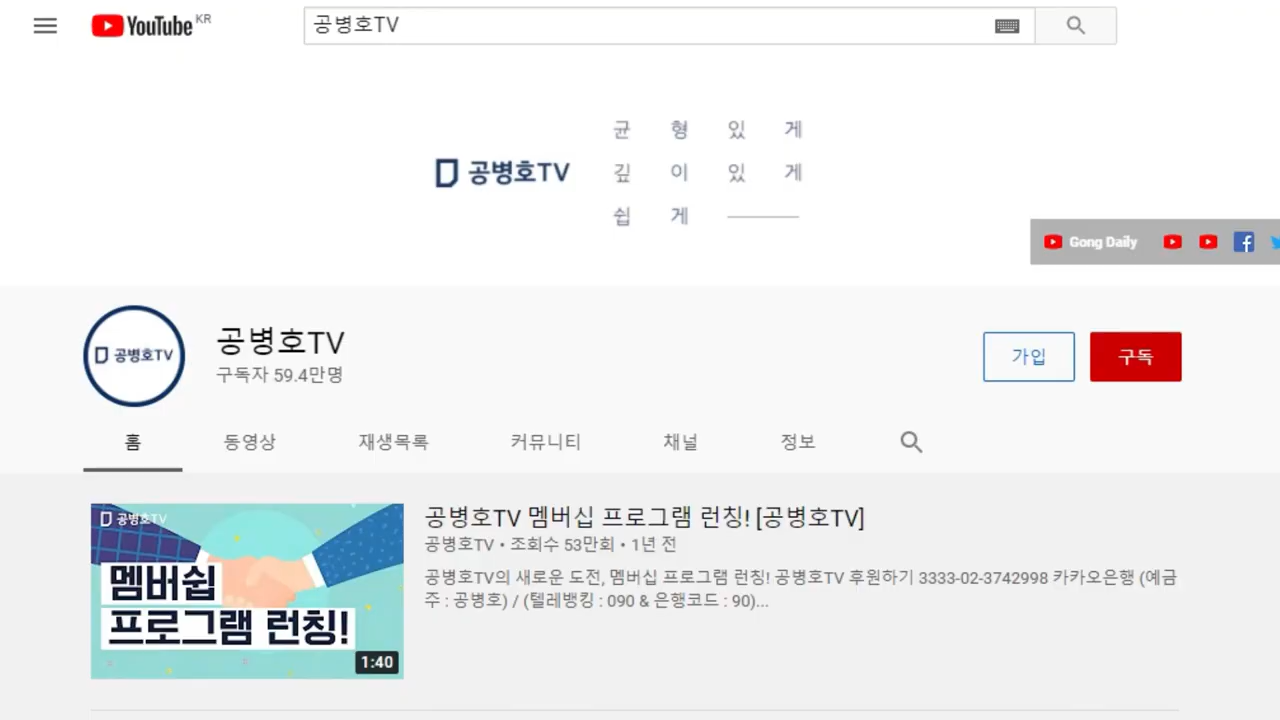 YouTube KR
공병호TV
공병호TV
균 형 있 게
깊 이 있 게
쉽 게
Gong Daily
공병호TV
공병호TV
구독자 59.4만명
가입
구독
홈 동영상 재생목록 커뮤니티 채널 정보
공병호TV
멤버쉽
프로그램 런칭!
1:40
공병호TV 멤버십 프로그램 런칭! [공병호TV]
공병호TV • 조회수 53만회 • 1년 전
공병호TV의 새로운 도전, 멤버십 프로그램 런칭! 공병호TV 후원하기 3333-02-3742998 카카오은행 (예금
주 : 공병호) / (텔레뱅킹 : 090 & 은행코드 : 90)...